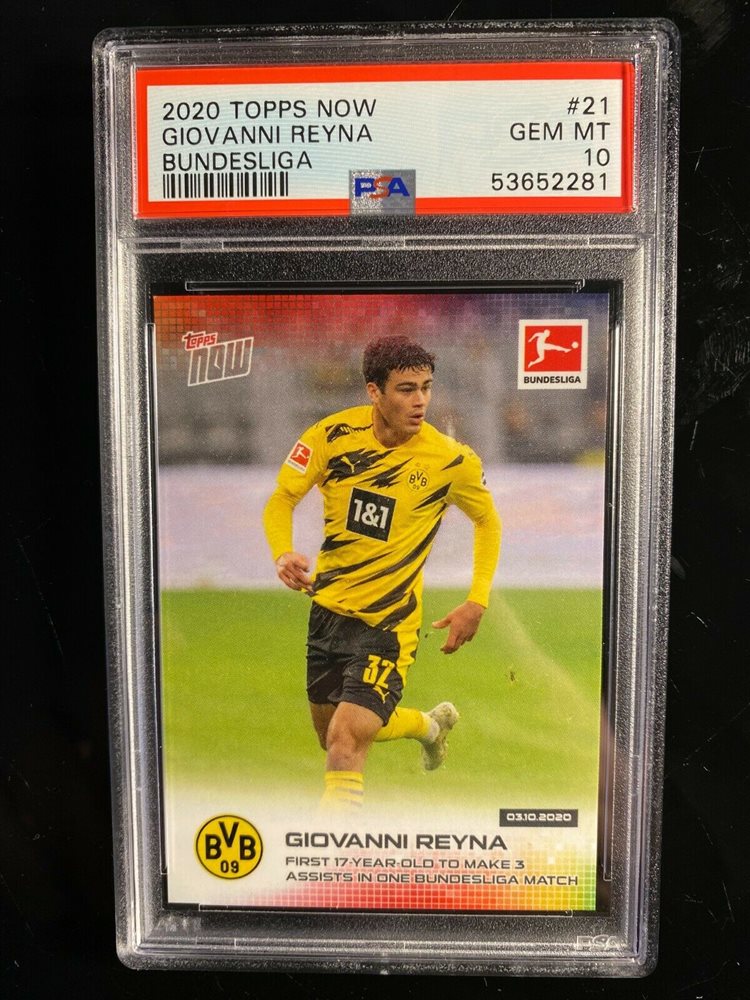 2020 TOPPS NOW #21
GIOVANNI REYNA GEM MT
BUNDESLIGA 10
PSA 53652281
topps
NOW
BUNDESLIGA
BVB
09
1&1
32
03.10.2020
BVB
09
GIOVANNI REYNA
FIRST 17-YEAR-OLD TO MAKE 3
ASSISTS IN ONE BUNDESLIGA MATCH
PSA